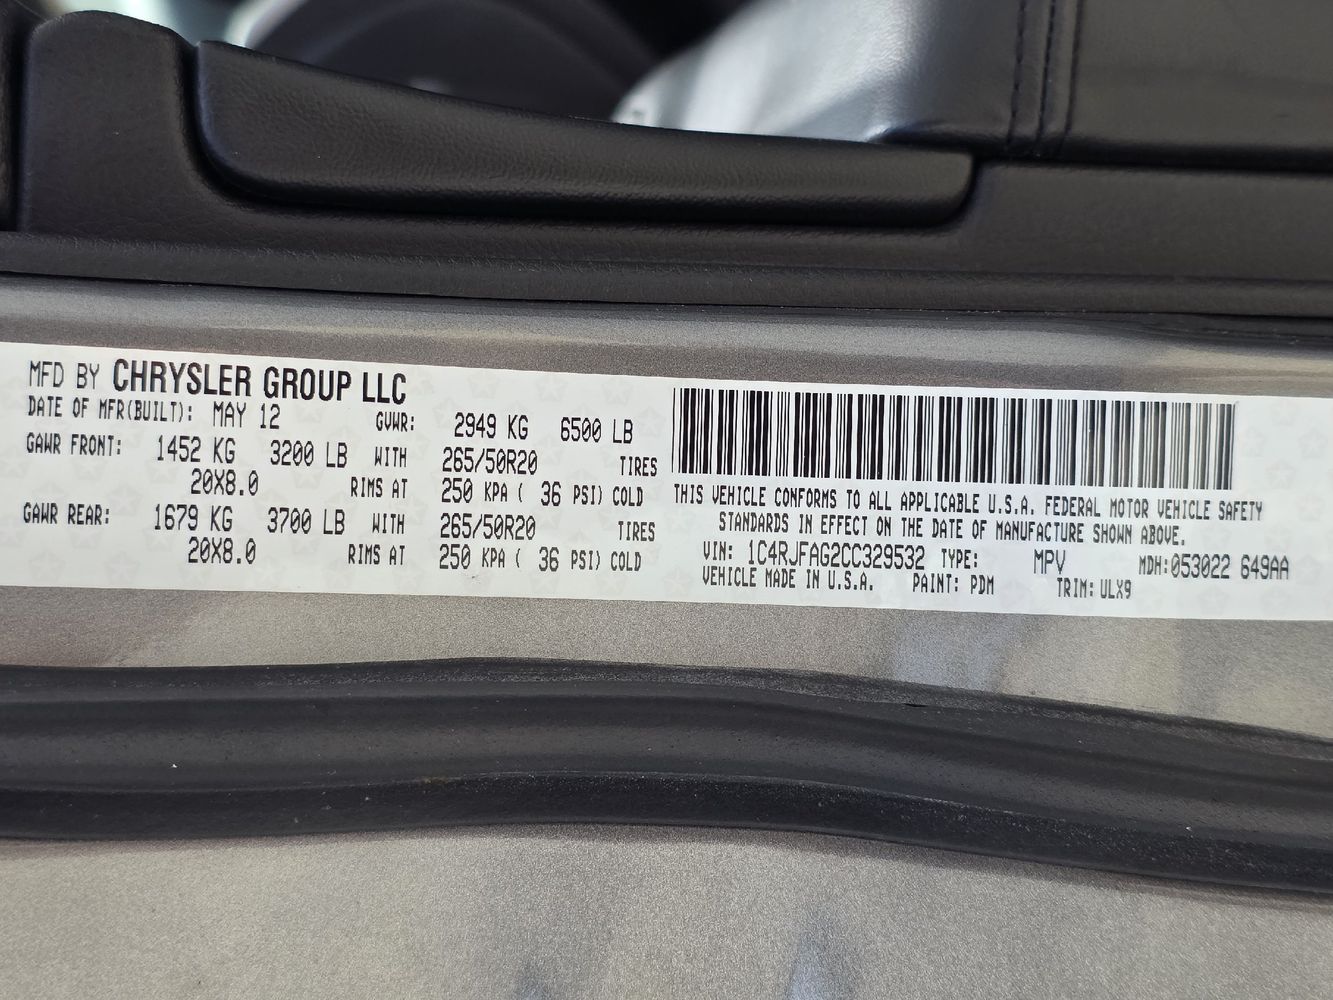 MFD BY CHRYSLER GROUP LLC
DATE OF MFR(BUILT): MAY 12 GVWR: 2949 KG 6500 LB
GAWR FRONT: 1452 KG 3200 LB WITH 265/50R20 TIRES
20X8.0 RIMS AT 250 KPA ( 36 PSI) COLD
GAWR REAR: 1679 KG 3700 LB WITH 265/50R20 TIRES
20X8.0 RIMS AT 250 KPA ( 36 PSI) COLD
THIS VEHICLE CONFORMS TO ALL APPLICABLE U.S.A. FEDERAL MOTOR VEHICLE SAFETY
STANDARDS IN EFFECT ON THE DATE OF MANUFACTURE SHOWN ABOVE.
VIN: 1C4RJFAG2CC329532 TYPE: MPV MDH:053022 649AA
VEHICLE MADE IN U.S.A. PAINT: PDM TRIM: ULX9